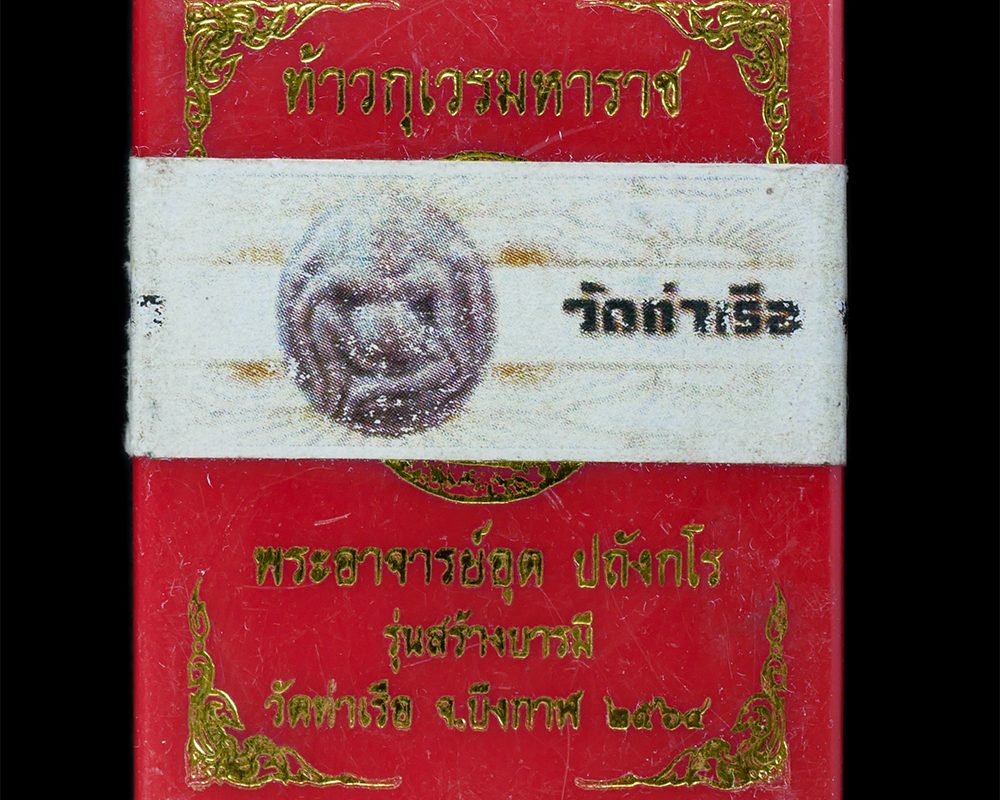 ท้าวกุเวรมหาราช
วัดท่าเรือ
พระอาจารย์อุด ปภังกโร
รุ่นสร้างบารมี
วัดท่าเรือ จ.บึงกาฬ ๒๕๖๔